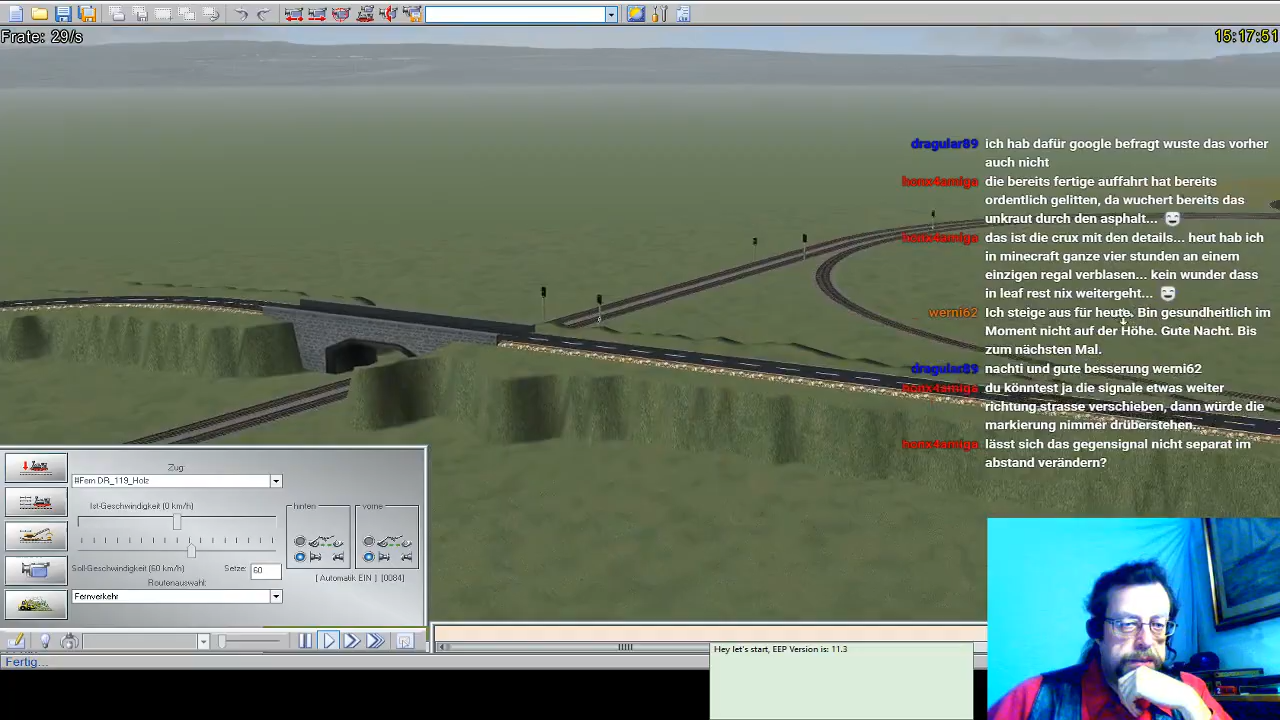 Frate: 29/s
15:17:51
dragular89 ich hab dafür google befragt wuste das vorher
auch nicht
honx4amiga die bereits fertige auffahrt hat bereits
ordentlich gelitten, da wuchert bereits das
unkraut durch den asphalt...
honx4amiga das ist die crux mit den details... heut hab ich
in minecraft ganze vier stunden an einem
einzigen regal verblasen... kein wunder dass
in leaf rest nix weitergeht...
werni62 Ich steige aus für heute. Bin gesundheitlich im
Moment nicht auf der Höhe. Gute Nacht. Bis
zum nächsten Mal.
dragular89 nachti und gute besserung werni62
honx4amiga du könntest ja die signale etwas weiter
richtung strasse verschieben, dann würde die
markierung nimmer drüberstehen...
honx4amiga lässt sich das gegensignal nicht separat im
abstand verändern?
Zug:
#Fern DR_119_Holz
Ist-Geschwindigkeit (0 km/h)
hinten
vorne
Soll-Geschwindigkeit (60 km/h)
Setze:
60
[ Automatik EIN ] [0084]
Routenauswahl:
Fernverkehr
Fertig...
Hey let's start, EEP Version is: 11.3